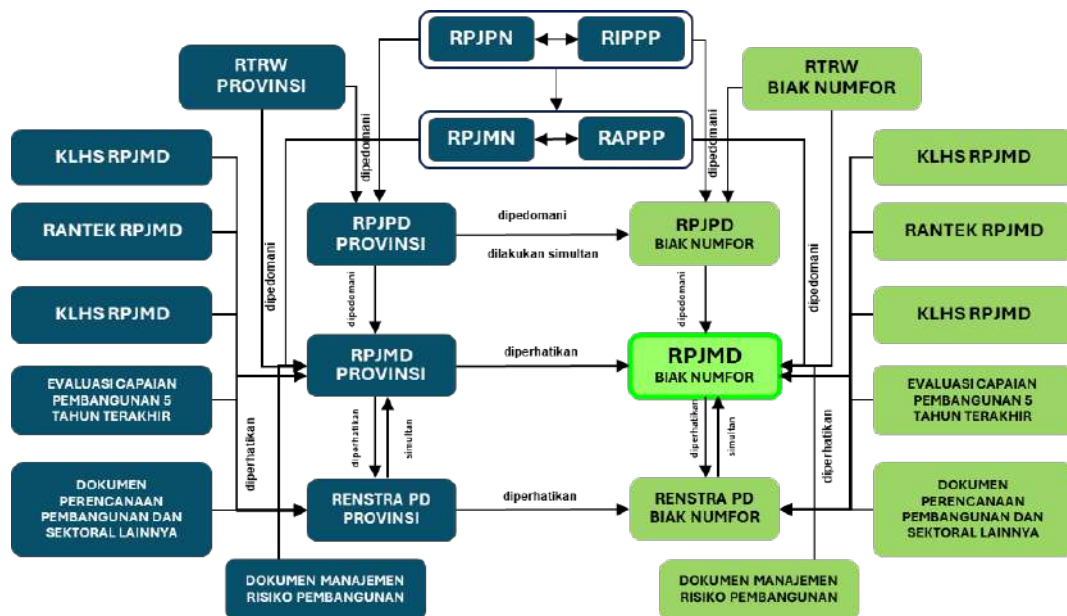 RPJPN
RIPPP
RTRW
PROVINSI
RTRW
BIAK NUMFOR
RPJMN
RAPPP
dipedomani
dipedomani
KLHS RPJMD
KLHS RPJMD
RPJPD
PROVINSI
dipedomani
dilakukan simultan
RPJPD
BIAK NUMFOR
RANTEK RPJMD
RANTEK RPJMD
dipedomani
dipedomani
dipedomani
dipedomani
KLHS RPJMD
KLHS RPJMD
RPJMD
PROVINSI
diperhatikan
RPJMD
BIAK NUMFOR
EVALUASI CAPAIAN
PEMBANGUNAN 5
TAHUN TERAKHIR
EVALUASI CAPAIAN
PEMBANGUNAN 5
TAHUN TERAKHIR
diperhatikan
diperhatikan
simultan
diperhatikan
simultan
DOKUMEN
PERENCANAAN
PEMBANGUNAN DAN
SEKTORAL LAINNYA
RENSTRA PD
PROVINSI
diperhatikan
RENSTRA PD
BIAK NUMFOR
DOKUMEN
PERENCANAAN
PEMBANGUNAN DAN
SEKTORAL LAINNYA
DOKUMEN MANAJEMEN
RISIKO PEMBANGUNAN
DOKUMEN MANAJEMEN
RISIKO PEMBANGUNAN